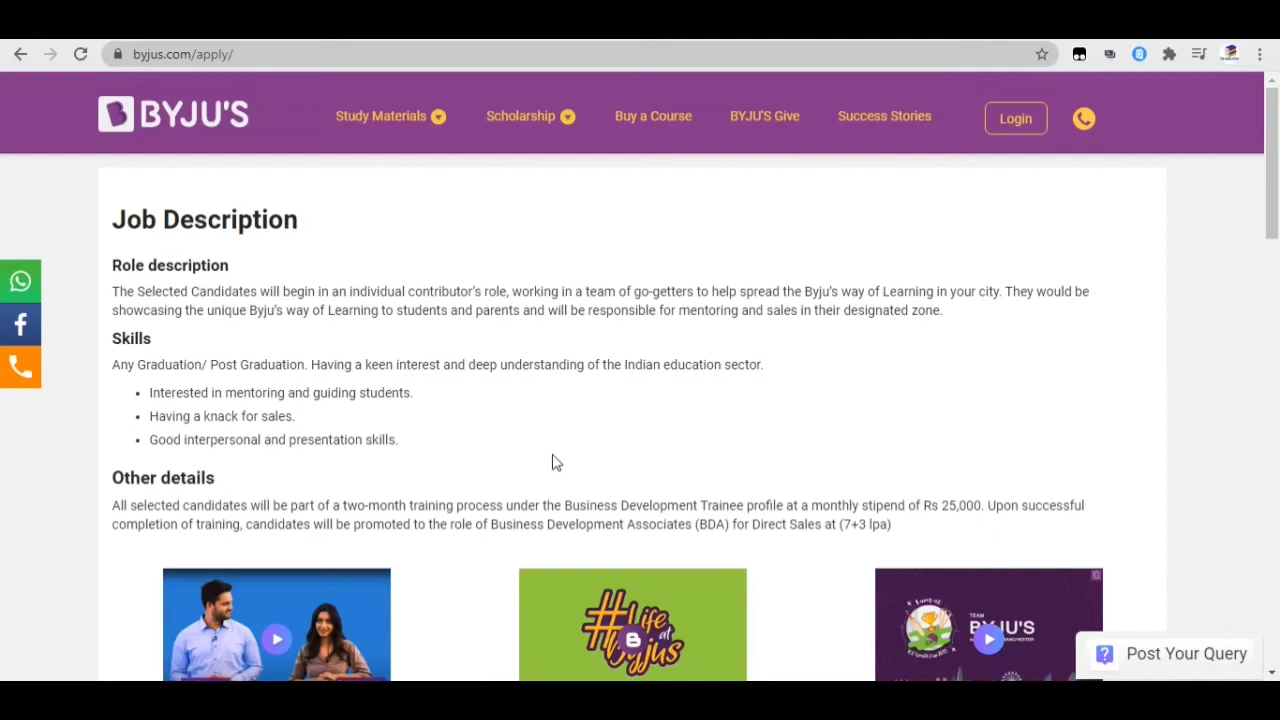 byjus.com/apply/
BYJU'S
Study Materials
Scholarship
Buy a Course
BYJU'S Give
Success Stories
Login
Job Description
Role description
The Selected Candidates will begin in an individual contributor's role, working in a team of go-getters to help spread the Byju's way of Learning in your city. They would be
showcasing the unique Byju's way of Learning to students and parents and will be responsible for mentoring and sales in their designated zone.
Skills
Any Graduation/ Post Graduation. Having a keen interest and deep understanding of the Indian education sector.
• Interested in mentoring and guiding students.
• Having a knack for sales.
• Good interpersonal and presentation skills.
Other details
All selected candidates will be part of a two-month training process under the Business Development Trainee profile at a monthly stipend of Rs 25,000. Upon successful
completion of training, candidates will be promoted to the role of Business Development Associates (BDA) for Direct Sales at (7+3 lpa)
#Life
at
Byjus
TEAM
BYJU'S
Post Your Query